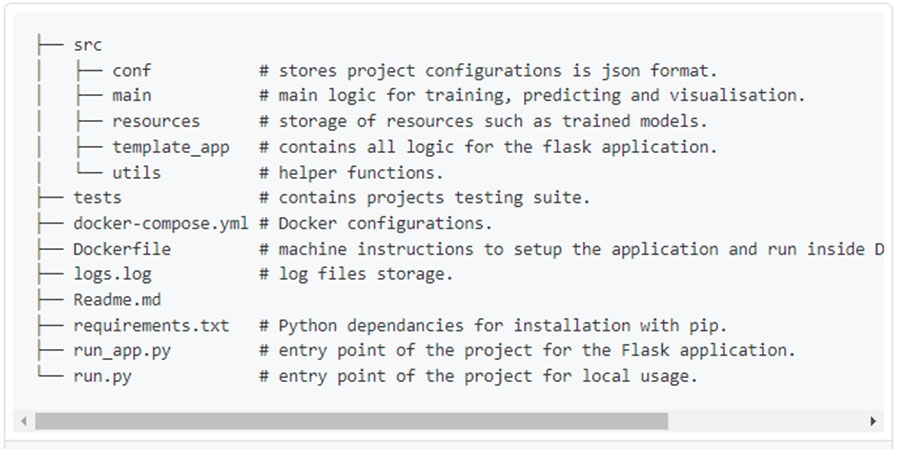 ├── src
│   ├── conf           # stores project configurations is json format.
│   ├── main           # main logic for training, predicting and visualisation.
│   ├── resources      # storage of resources such as trained models.
│   ├── template_app   # contains all logic for the flask application.
│   └── utils          # helper functions.
├── tests              # contains projects testing suite.
├── docker-compose.yml # Docker configurations.
├── Dockerfile         # machine instructions to setup the application and run inside D
├── logs.log           # log files storage.
├── Readme.md
├── requirements.txt   # Python dependancies for installation with pip.
├── run_app.py         # entry point of the project for the Flask application.
└── run.py             # entry point of the project for local usage.